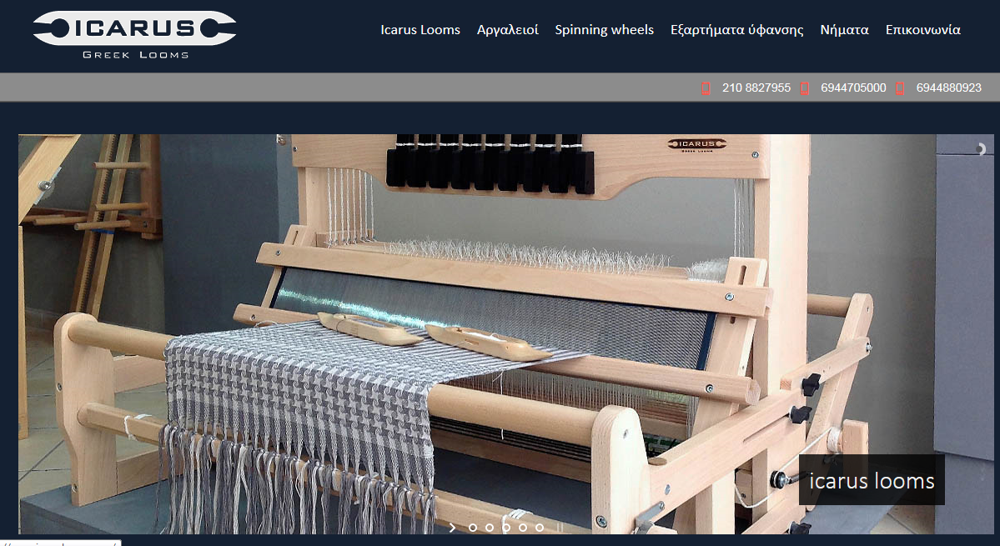 ICARUS
GREEK LOOMS
Icarus Looms Αργαλειοί Spinning wheels Εξαρτήματα ύφανσης Νήματα Επικοινωνία
210 8827955 6944705000 6944880923
ICARUS
GREEK LOOMS
icarus looms